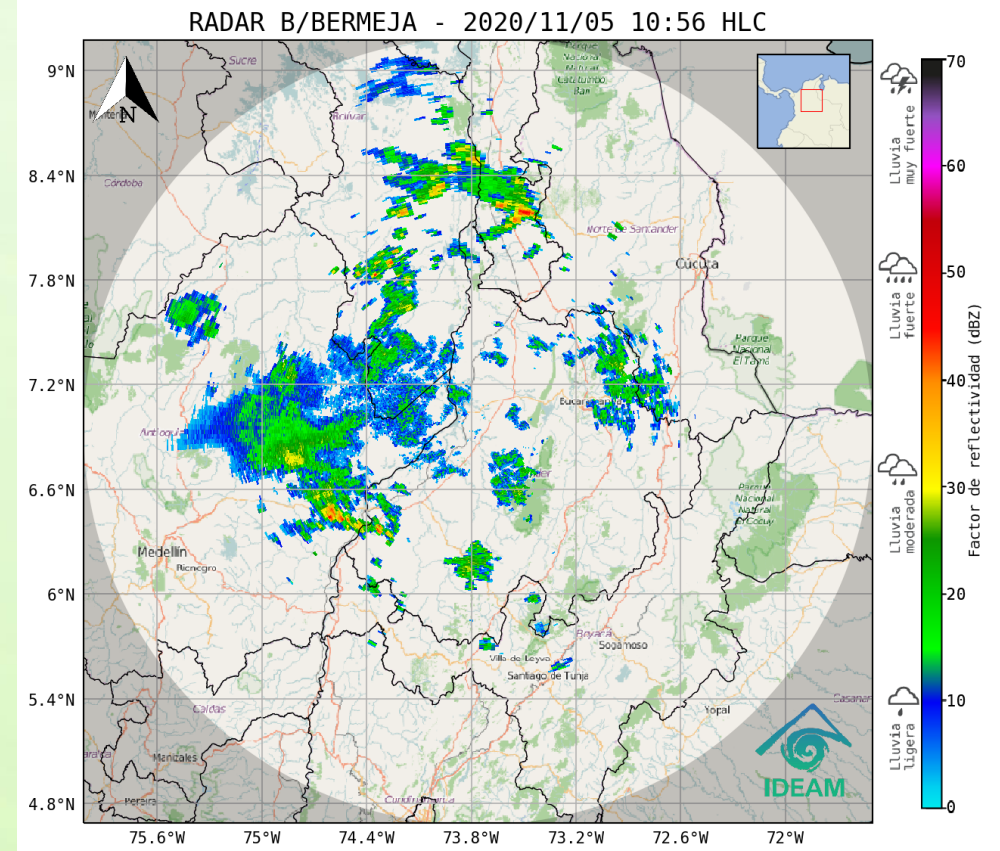 RADAR B/BERMEJA - 2020/11/05 10:56 HLC
9°N
8.4°N
7.8°N
7.2°N
6.6°N
6°N
5.4°N
4.8°N
75.6°W
75°W
74.4°W
73.8°W
73.2°W
72.6°W
72°W
N
Sucre
Bolívar
Córdoba
Norte de Santander
Cúcuta
Parque
Nacional
Natural
Catatumbo
Bari
Parque
Nacional
El Tamá
Antioquia
Parque
Nacional
Natural
El Cocuy
Medellín
Rionegro
Boyacá
Sogamoso
Villa de Leyva
Santiago de Tunja
Yopal
Caldas
Manizales
Pereira
IDEAM
70
60
50
40
30
20
10
0
Factor de reflectividad (dBZ)
Lluvia
muy fuerte
Lluvia
fuerte
Lluvia
moderada
Lluvia
ligera